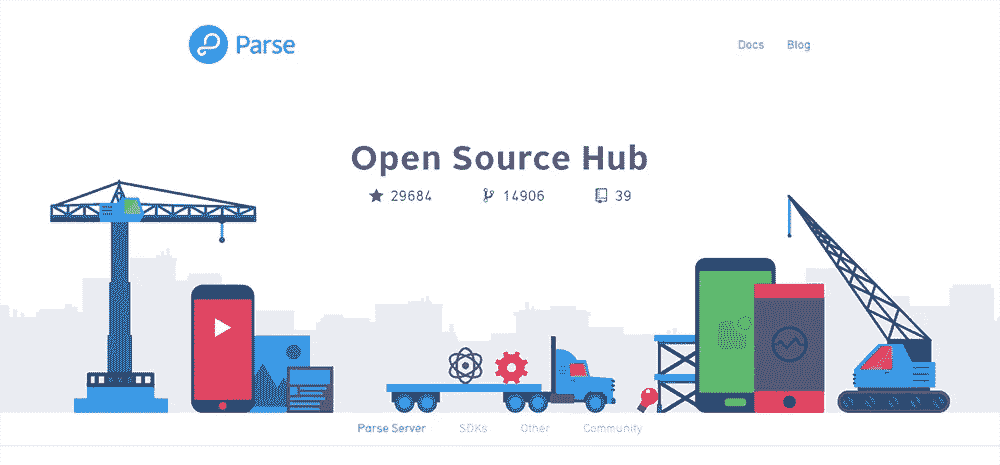 Parse
Docs Blog
Open Source Hub
29684 14906 39
Parse Server SDKs Other Community